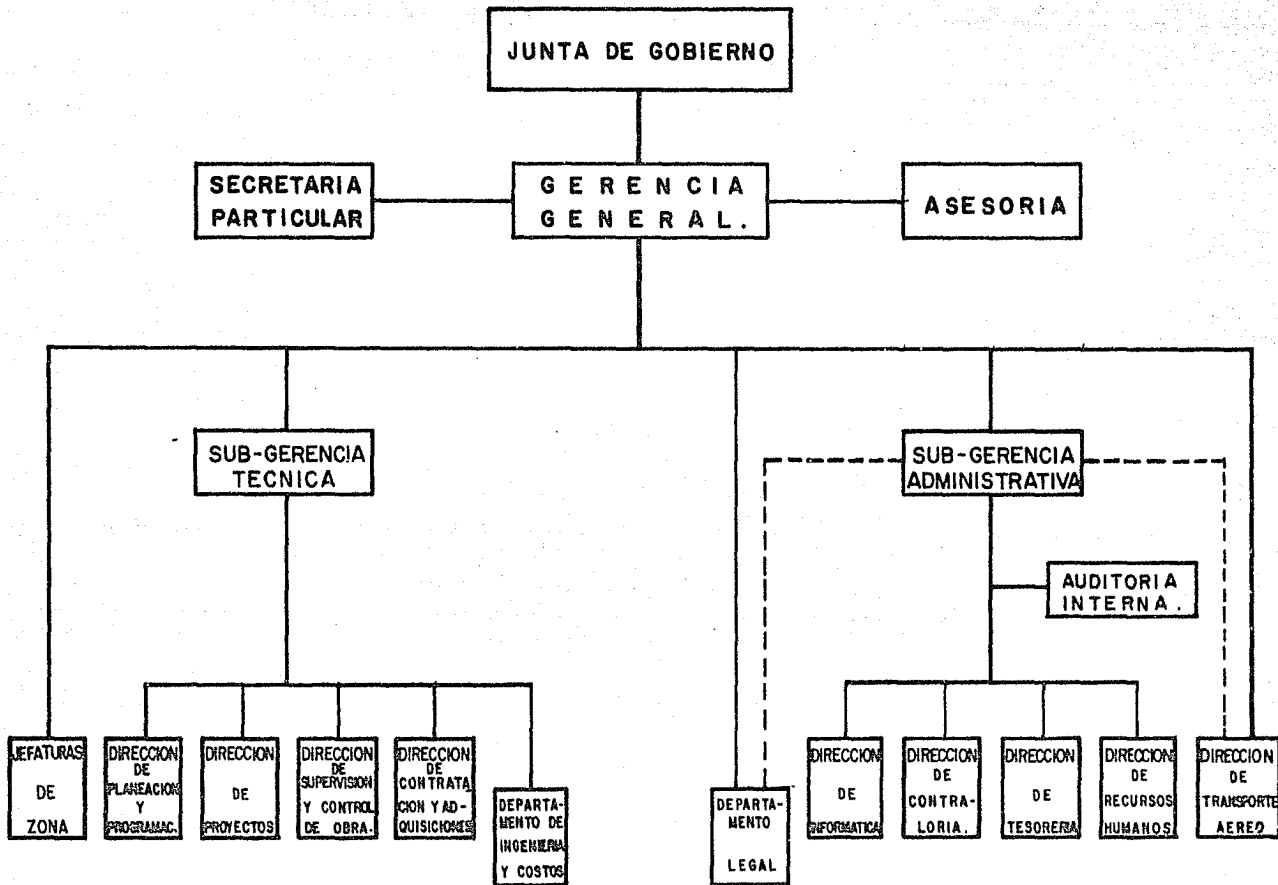 JUNTA DE GOBIERNO
SECRETARIA
PARTICULAR
GERENCIA
GENERAL.
ASESORIA
SUB-GERENCIA
TECNICA
SUB-GERENCIA
ADMINISTRATIVA
AUDITORIA
INTERNA.
JEFATURAS
DE
ZONA
DIRECCION
DE
PLANEACION
Y
PROGRAMAC.
DIRECCION
DE
PROYECTOS
DIRECCION
DE
SUPERVISION
Y CONTROL
DE OBRA.
DIRECCION
DE
CONTRATA
CION Y AD-
QUISICIONES
DEPARTA-
MENTO DE
INGENIERIA
Y COSTOS
DEPARTA-
MENTO
LEGAL
DIRECCION
DE
INFORMATICA
DIRECCION
DE
CONTRA-
LORIA.
DIRECCION
DE
TESORERIA
DIRECCION
DE
RECURSOS
HUMANOS
DIRECCION
DE
TRANSPORTE
AEREO